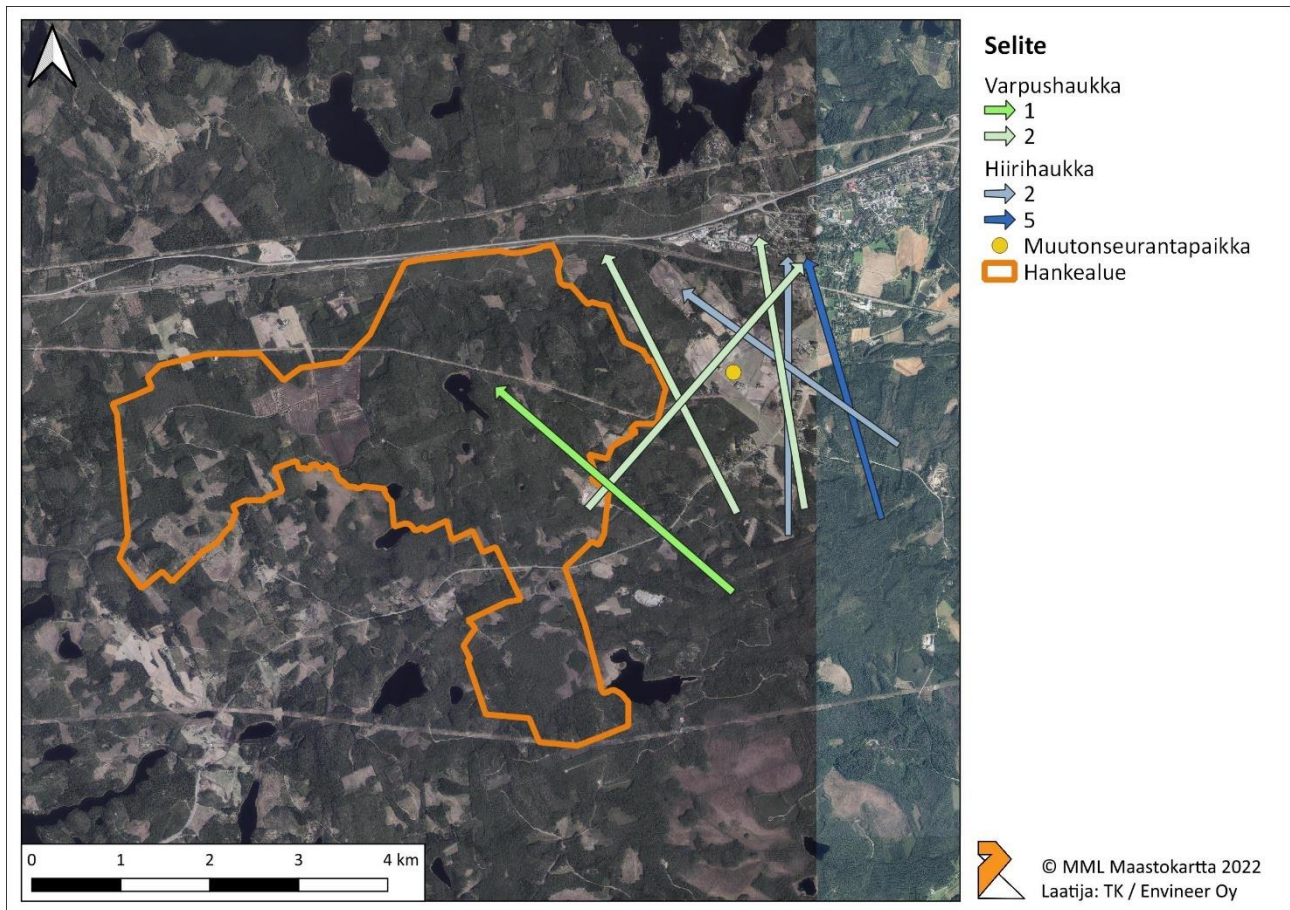 Selite
Varpushaukka
1
2
Hiirihaukka
2
5
Muutonseurantapaikka
Hankealue
0 1 2 3 4 km
© MML Maastokartta 2022
Laatija: TK / Envineer Oy